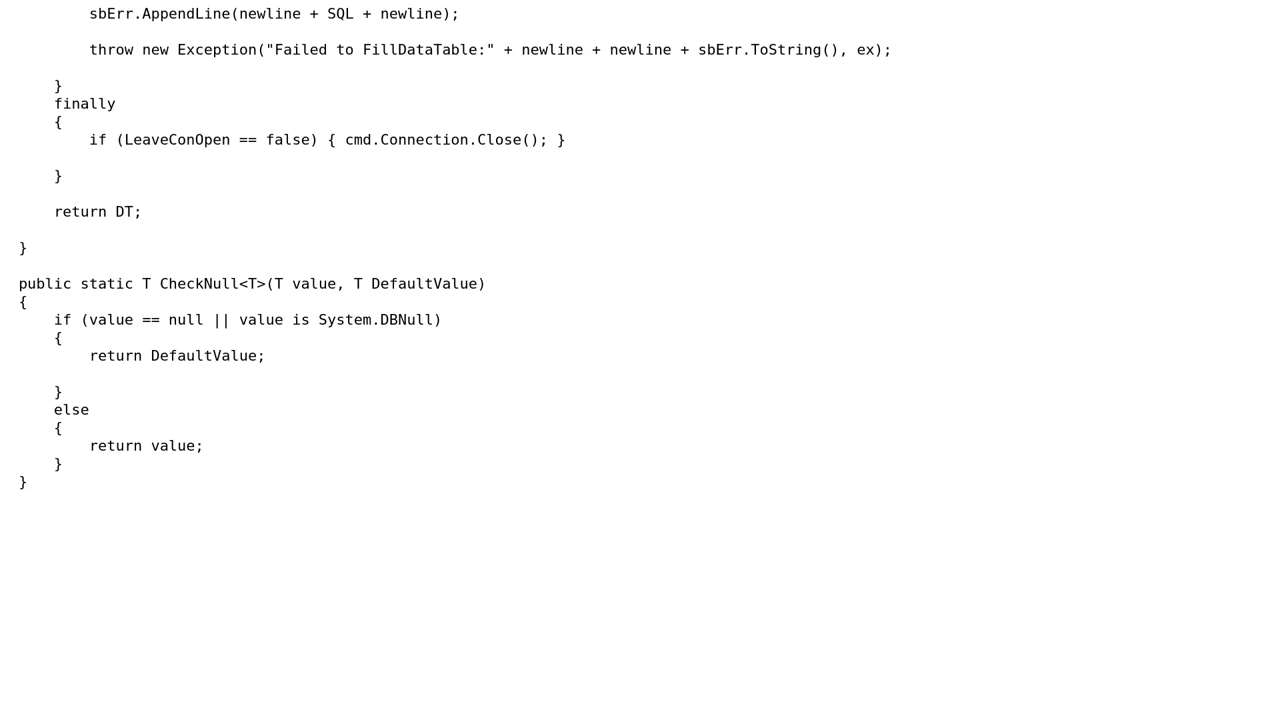 sbErr.AppendLine(newline + SQL + newline);
throw new Exception("Failed to FillDataTable:" + newline + newline + sbErr.ToString(), ex);
}
finally
{
if (LeaveConOpen == false) { cmd.Connection.Close(); }
}
return DT;
}
public static T CheckNull<T>(T value, T DefaultValue)
{
if (value == null || value is System.DBNull)
{
return DefaultValue;
}
else
{
return value;
}
}